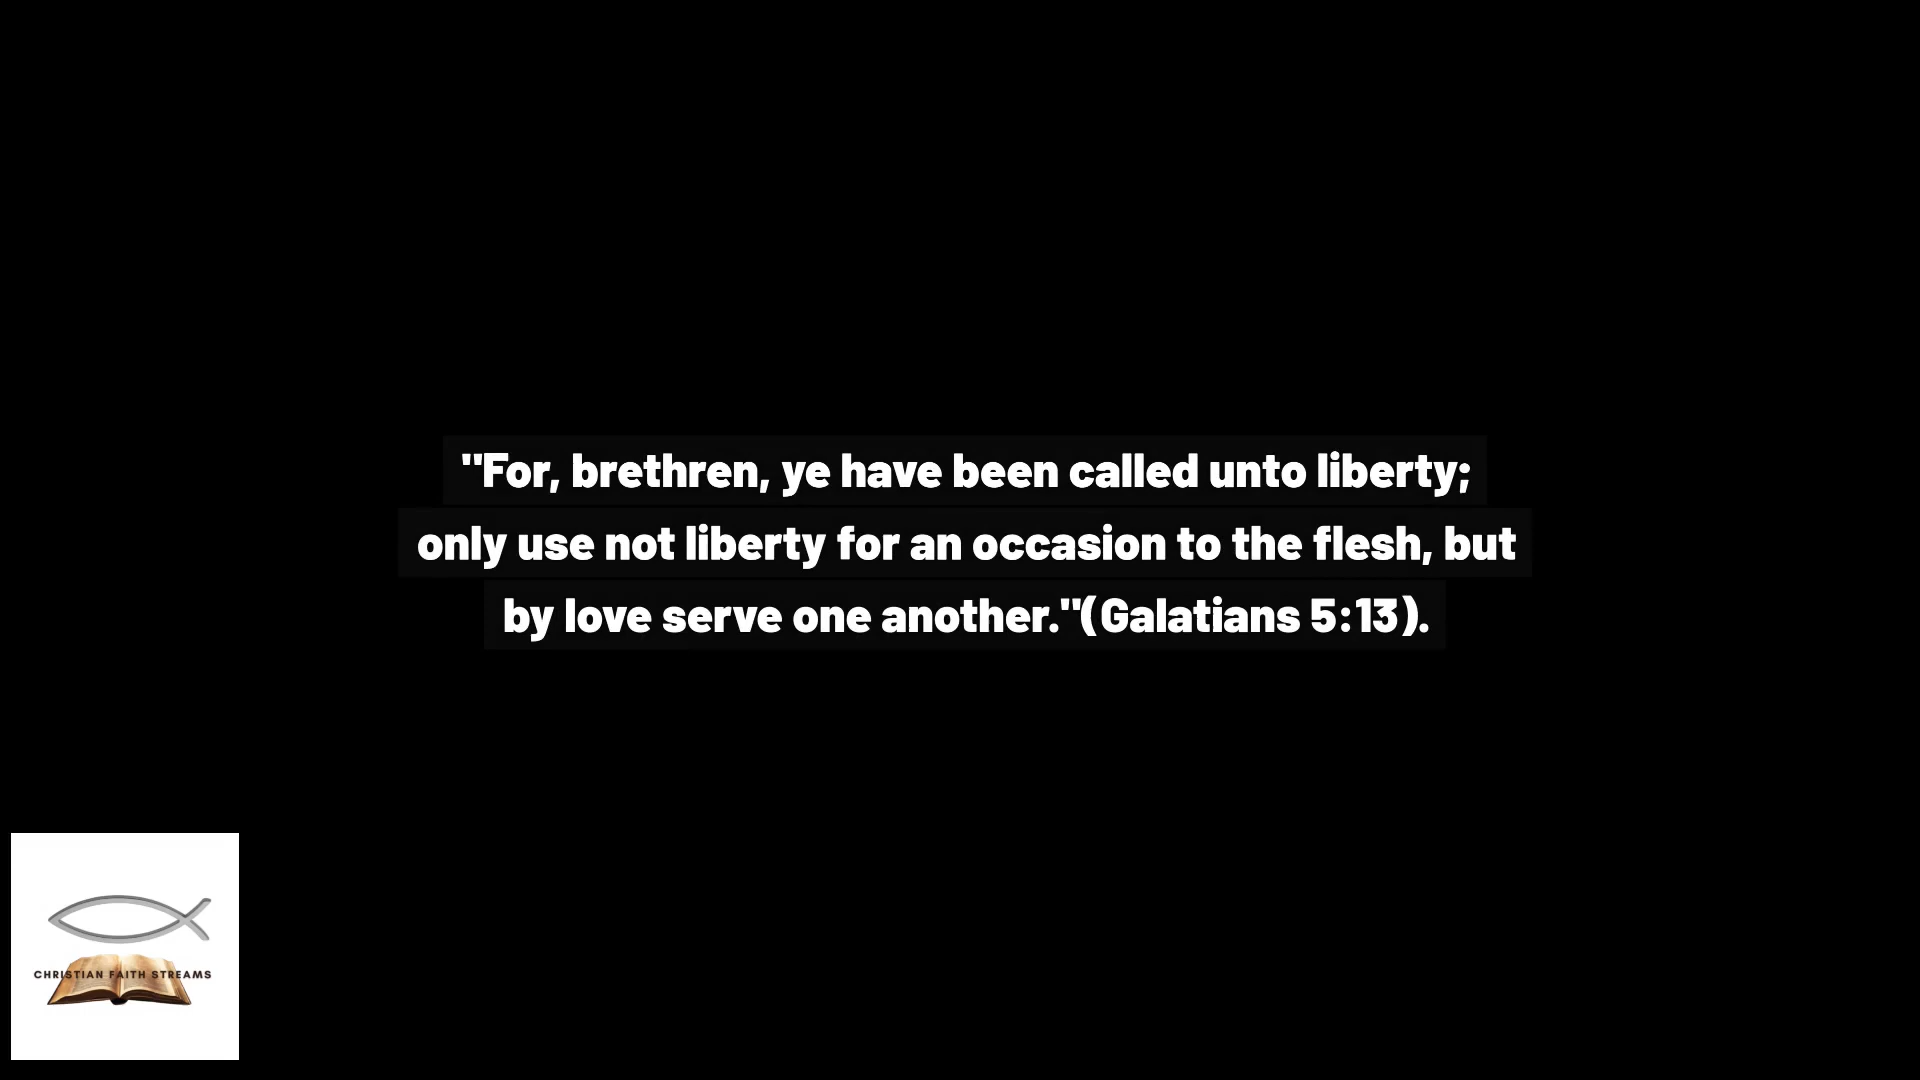 "For, brethren, ye have been called unto liberty;
only use not liberty for an occasion to the flesh, but
by love serve one another."(Galatians 5:13).
CHRISTIAN FAITH STREAMS